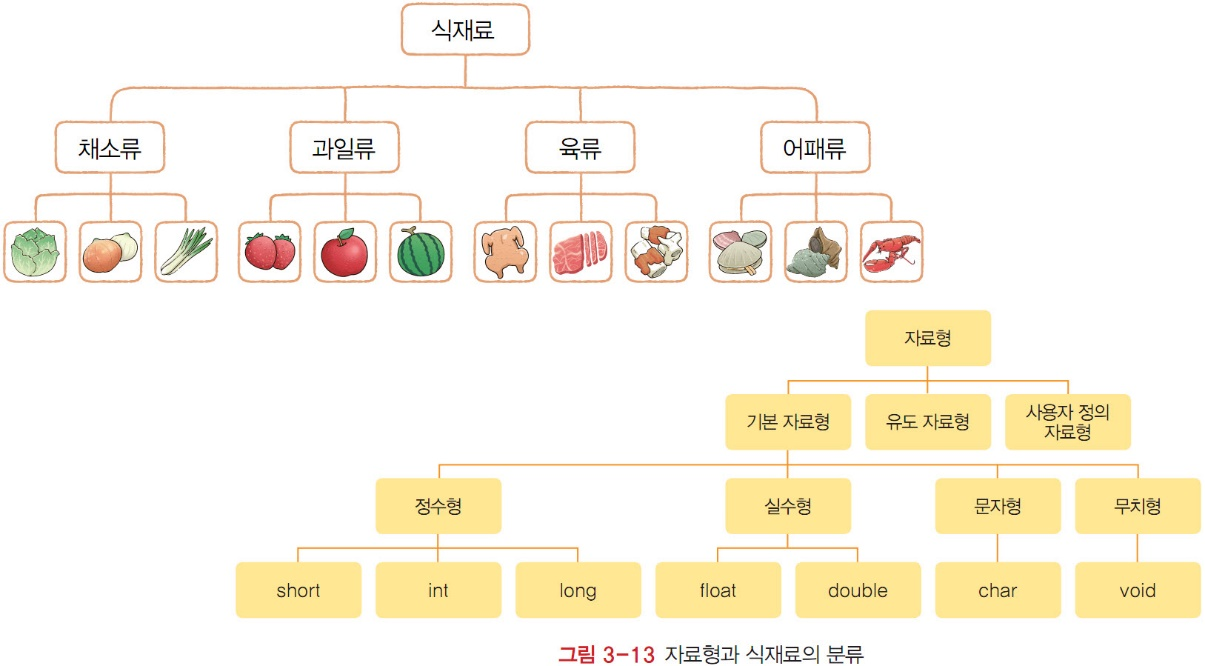 식재료
채소류 과일류 육류 어패류
자료형
기본 자료형 유도 자료형 사용자 정의
자료형
정수형 실수형 문자형 무치형
short int long float double char void
그림 3-13 자료형과 식재료의 분류